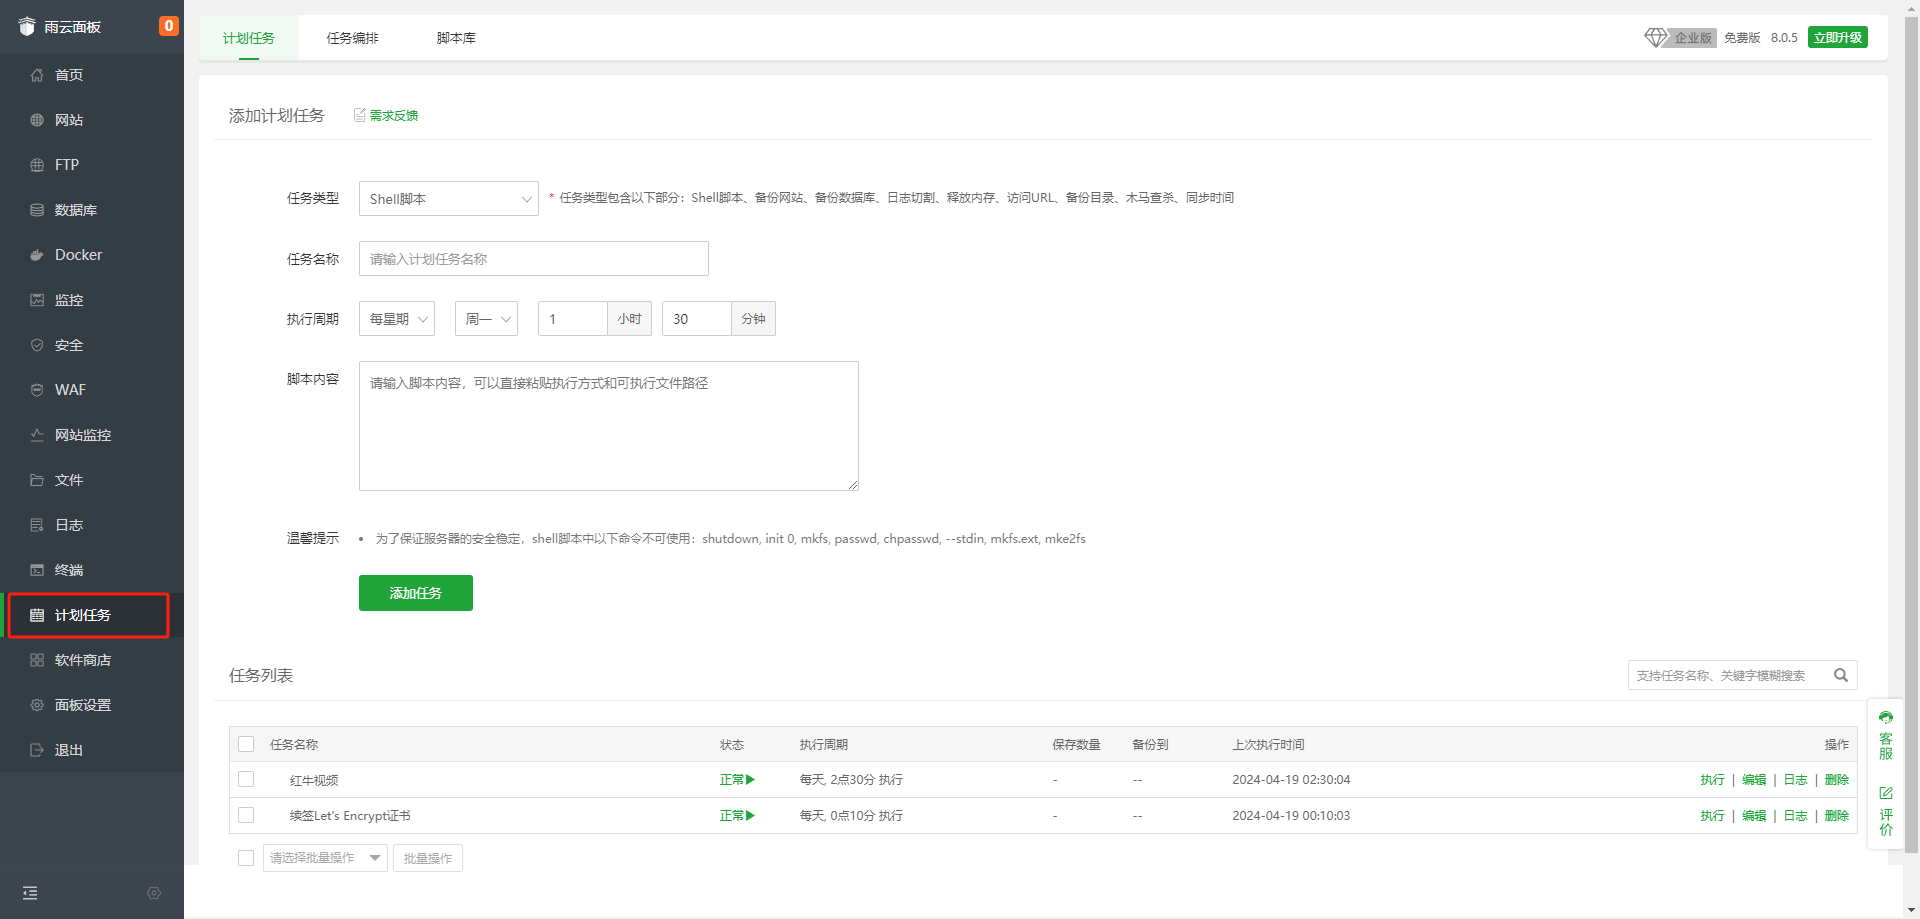 雨云面板
0
首页
网站
FTP
数据库
Docker
监控
安全
WAF
网站监控
文件
日志
终端
计划任务
软件商店
面板设置
退出
计划任务 任务编排 脚本库
企业版 免费版 8.0.5 立即升级
添加计划任务 需求反馈
任务类型 Shell脚本 * 任务类型包含以下部分：Shell脚本、备份网站、备份数据库、日志切割、释放内存、访问URL、备份目录、木马查杀、同步时间
任务名称 请输入计划任务名称
执行周期 每星期 周一 1 小时 30 分钟
脚本内容 请输入脚本内容，可以直接粘贴执行方式和可执行文件路径
温馨提示 • 为了保证服务器的安全稳定，shell脚本中以下命令不可使用：shutdown, init 0, mkfs, passwd, chpasswd, --stdin, mkfs.ext, mke2fs
添加任务
任务列表 支持任务名称、关键字模糊搜索
任务名称 状态 执行周期 保存数量 备份到 上次执行时间 操作
红牛视频 正常 每天, 2点30分 执行 - -- 2024-04-19 02:30:04 执行 | 编辑 | 日志 | 删除
续签Let's Encrypt证书 正常 每天, 0点10分 执行 - -- 2024-04-19 00:10:03 执行 | 编辑 | 日志 | 删除
请选择批量操作 批量操作
客服
评价